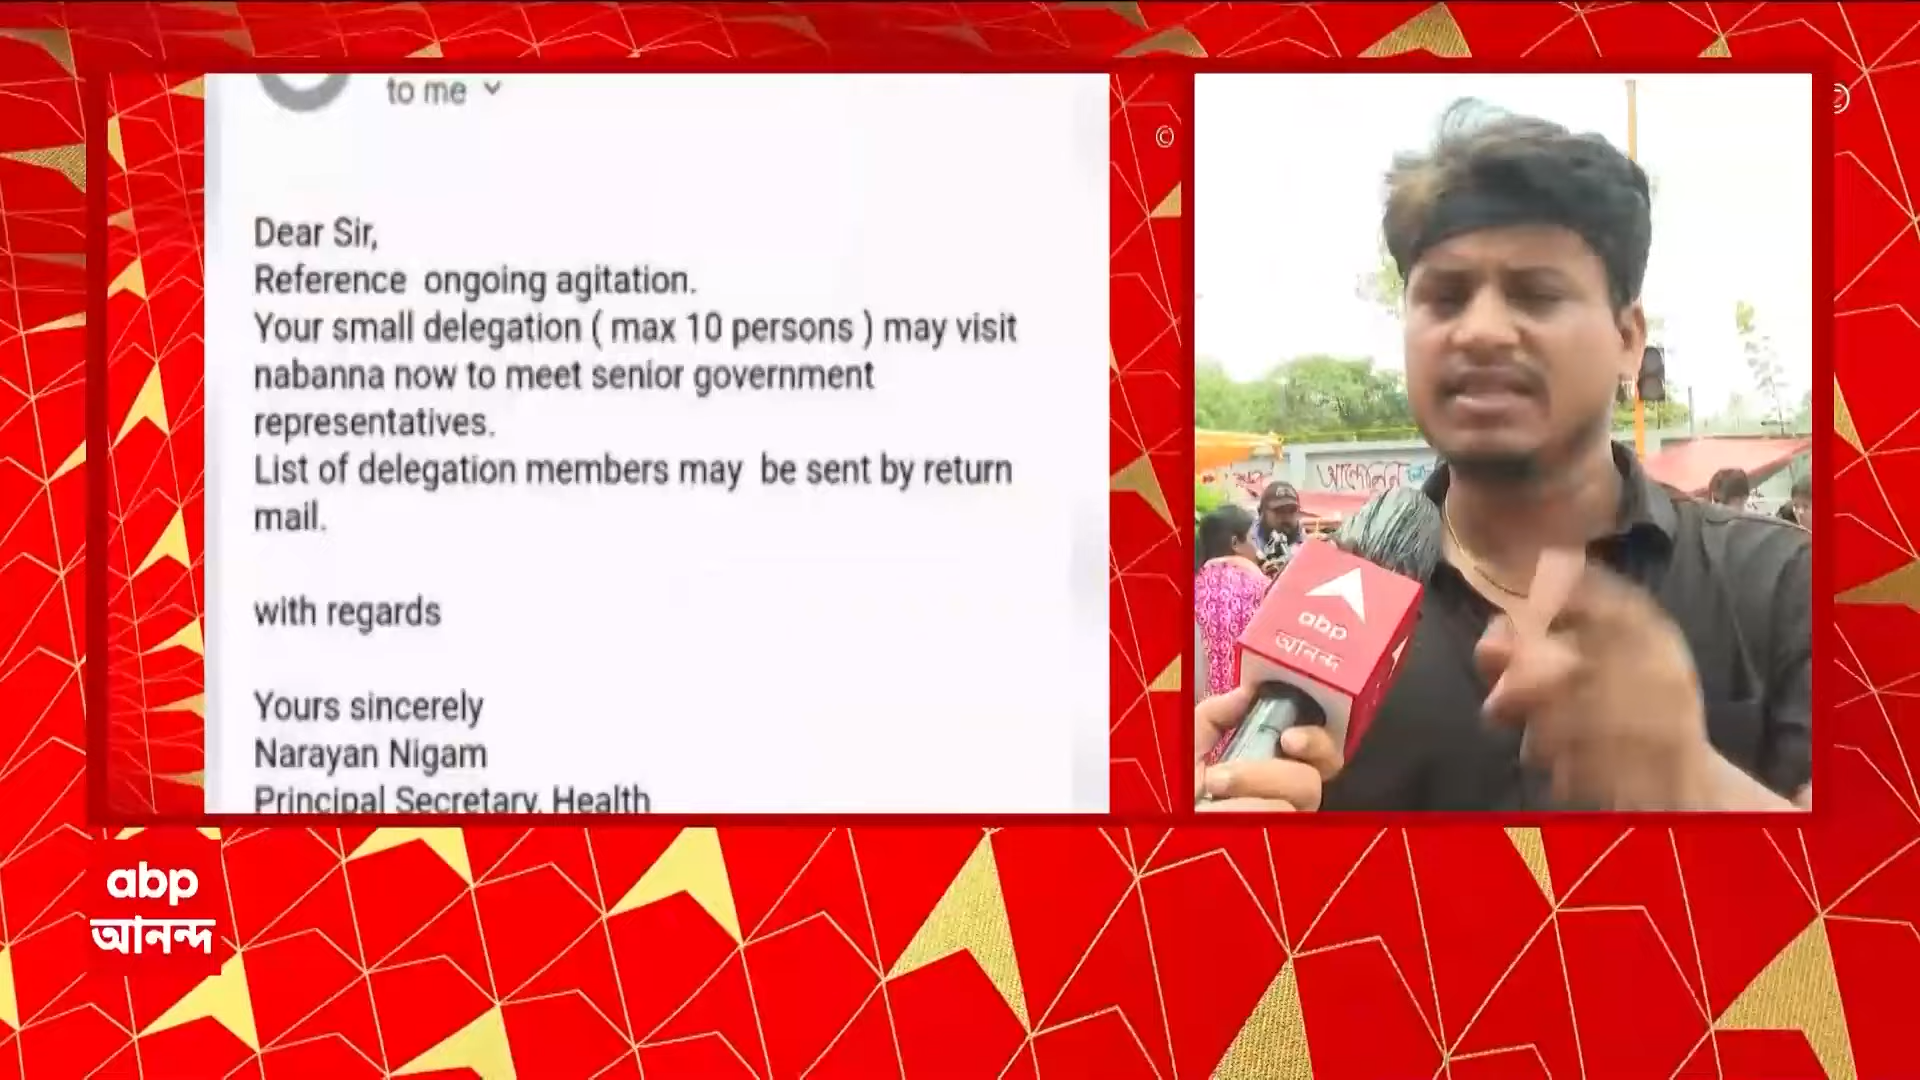 to me
Dear Sir,
Reference ongoing agitation.
Your small delegation ( max 10 persons ) may visit
nabanna now to meet senior government
representatives.
List of delegation members may be sent by return
mail.
with regards
Yours sincerely
Narayan Nigam
Principal Secretary, Health
©
আন্দোলন
abp
আনন্দ
abp
আনন্দ